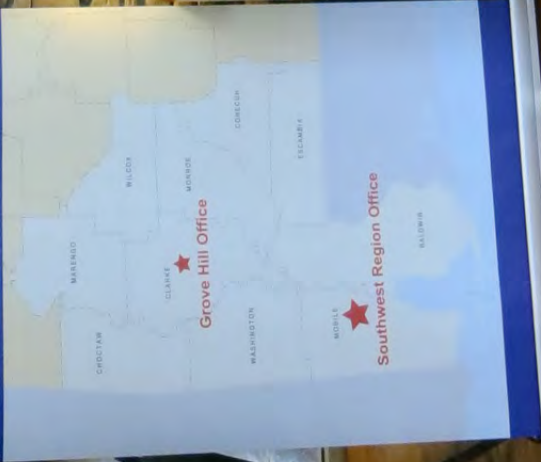 MARENGO
CHOCTAW
WILCOX
CLARKE
MONROE
Grove Hill Office
CONECUH
WASHINGTON
ESCAMBIA
MOBILE
Southwest Region Office
BALDWIN